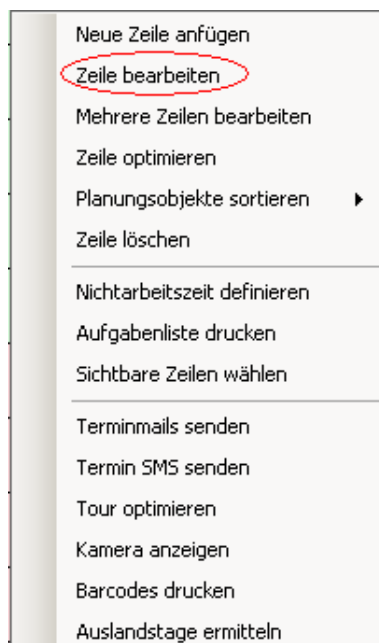 Neue Zeile anfügen
Zeile bearbeiten
Mehrere Zeilen bearbeiten
Zeile optimieren
Planungsobjekte sortieren
Zeile löschen
Nichtarbeitszeit definieren
Aufgabenliste drucken
Sichtbare Zeilen wählen
Terminmails senden
Termin SMS senden
Tour optimieren
Kamera anzeigen
Barcodes drucken
Auslandstage ermitteln